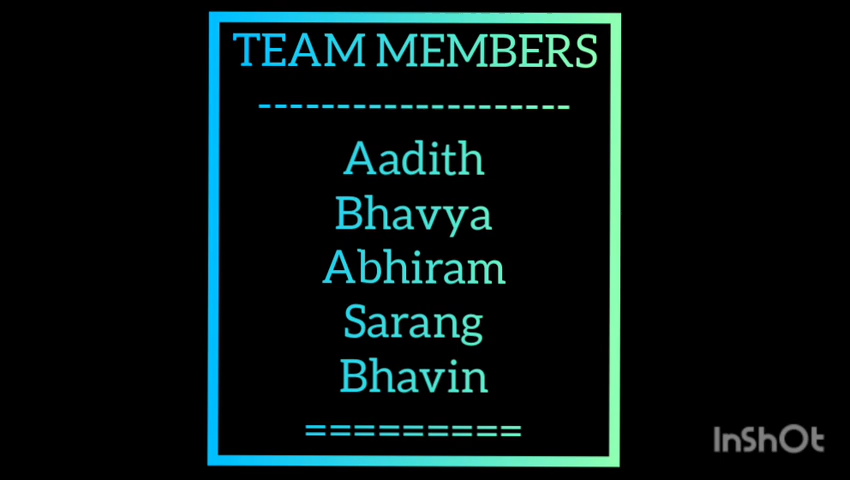 TEAM MEMBERS
--------------------
Aadith
Bhavya
Abhiram
Sarang
Bhavin
=========
InShOt